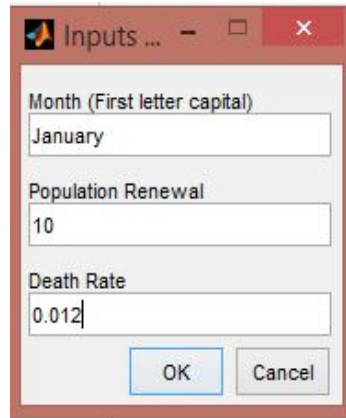 Inputs ...
Month (First letter capital)
January
Population Renewal
10
Death Rate
0.012
OK Cancel